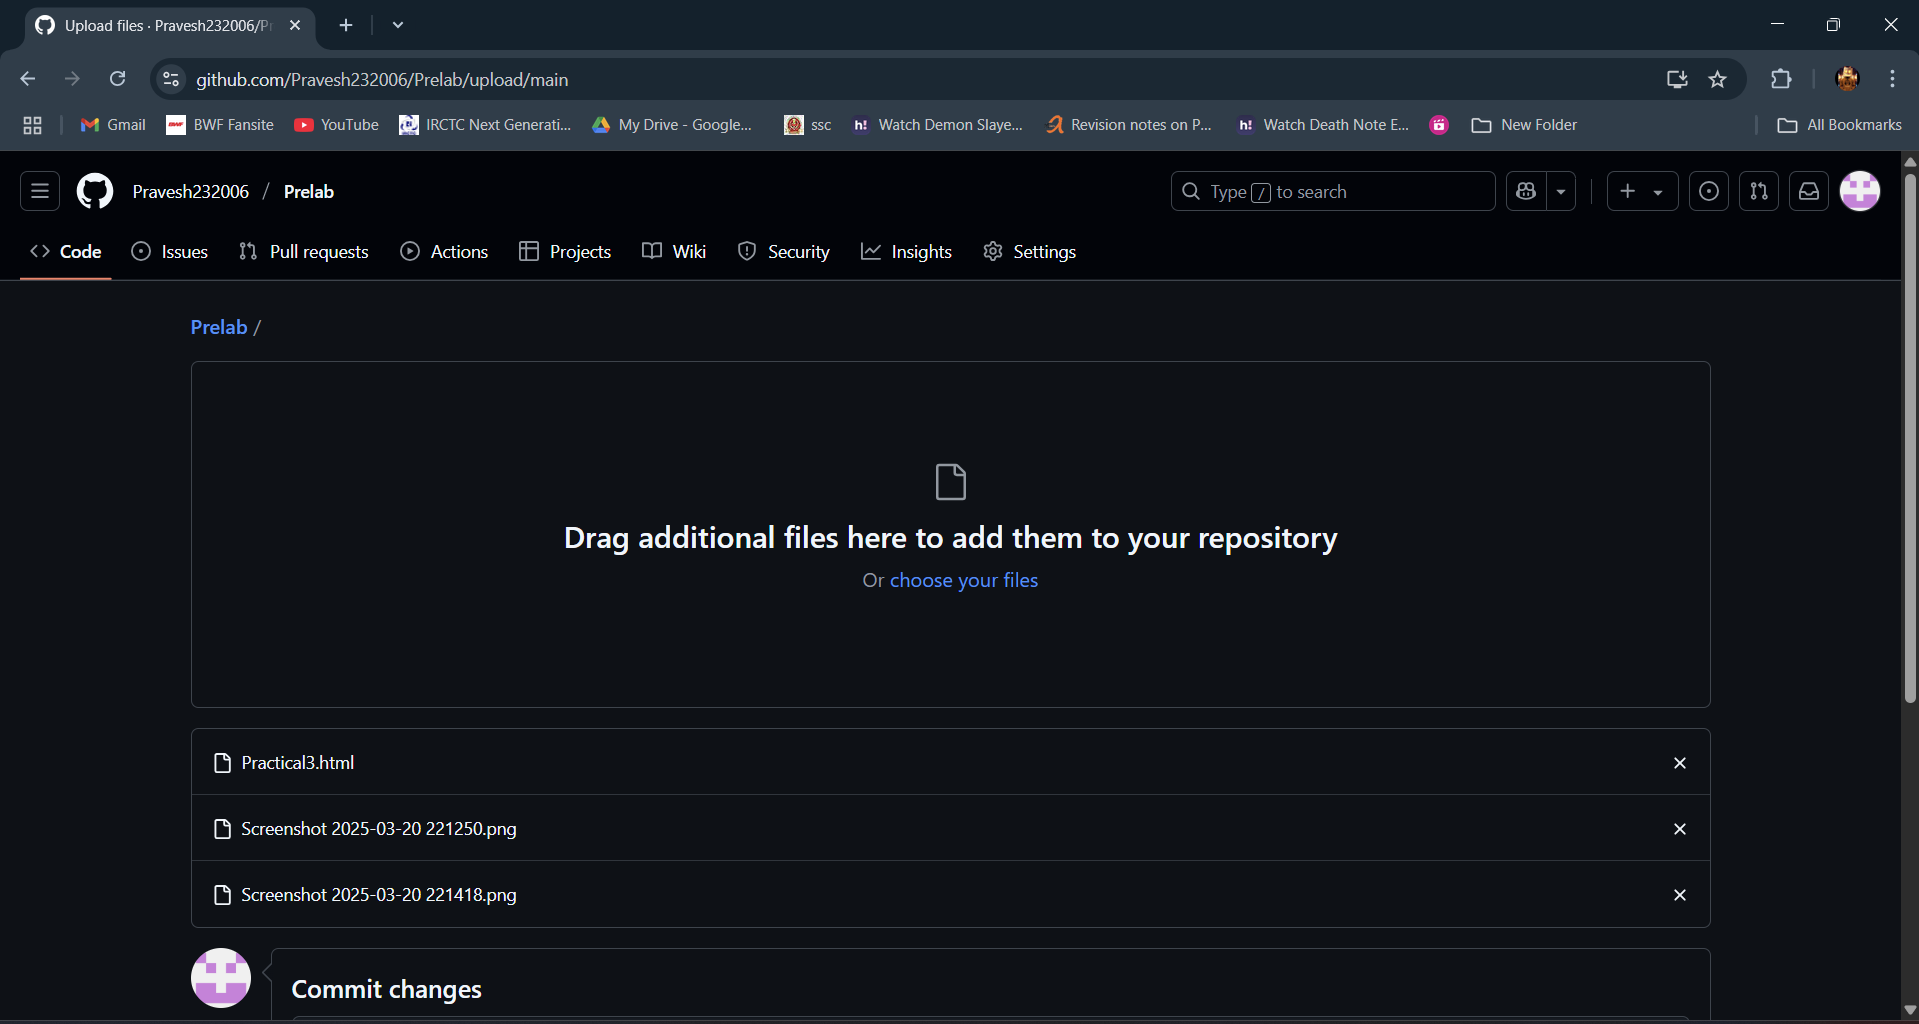 Upload files · Pravesh232006/Pr
github.com/Pravesh232006/Prelab/upload/main
Gmail
BWF Fansite
YouTube
IRCTC Next Generati...
My Drive - Google...
ssc
h! Watch Demon Slaye...
Revision notes on P...
h! Watch Death Note E...
New Folder
All Bookmarks
Pravesh232006 / Prelab
Type / to search
Code
Issues
Pull requests
Actions
Projects
Wiki
Security
Insights
Settings
Prelab /
Drag additional files here to add them to your repository
Or choose your files
Practical3.html
Screenshot 2025-03-20 221250.png
Screenshot 2025-03-20 221418.png
Commit changes